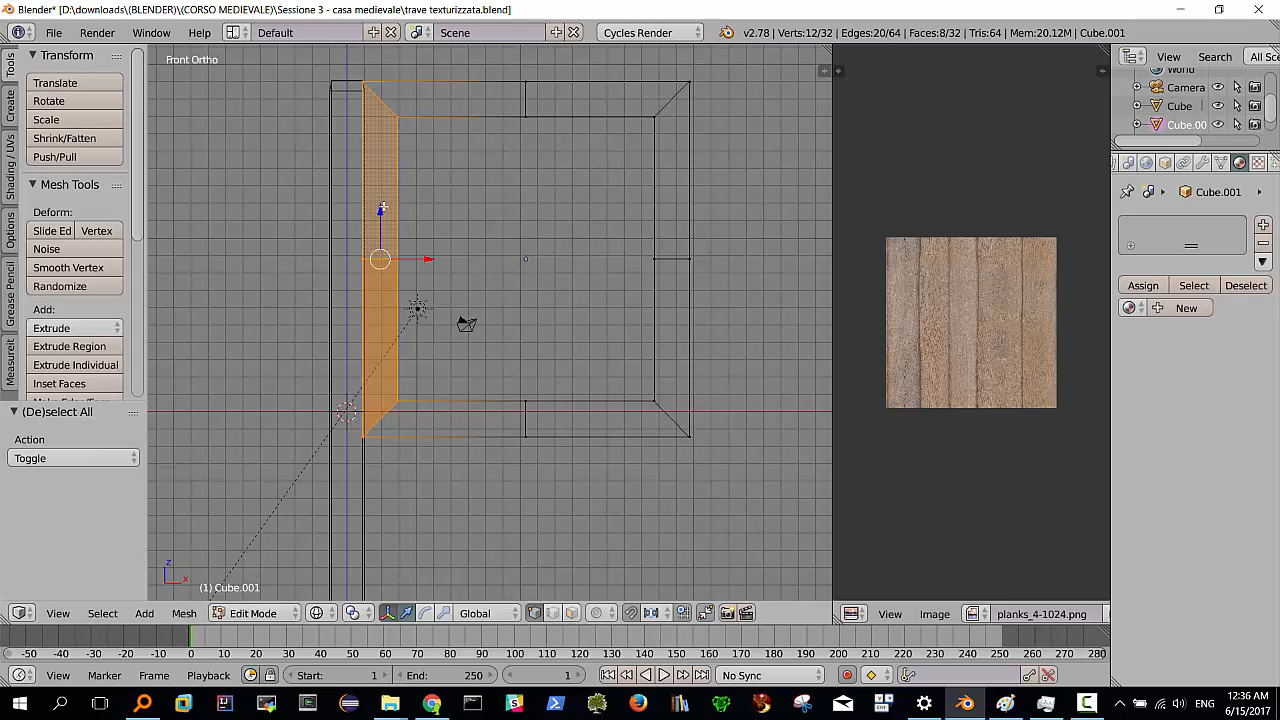 Blender* [D:\downloads\(BLENDER)\(CORSO MEDIEVALE)\Sessione 3 - casa medievale\trave texturizzata.blend]
File Render Window Help Default Scene Cycles Render v2.78 | Verts:12/32 | Edges:20/64 | Faces:8/32 | Tris:64 | Mem:20.12M | Cube.001
Tools
Create
Shading / UVs
Options
Grease Pencil
Measureit
Transform
Translate
Rotate
Scale
Shrink/Fatten
Push/Pull
Mesh Tools
Deform:
Slide Ed Vertex
Noise
Smooth Vertex
Randomize
Add:
Extrude
Extrude Region
Extrude Individual
Inset Faces
(De)select All
Action
Toggle
Front Ortho
z
x
(1) Cube.001
View Search All Sce
World
Camera
Cube
Cube.00
Cube.001
Assign Select Deselect
New
View Select Add Mesh Edit Mode Global
View Image planks_4-1024.png
-50 -40 -30 -20 -10 0 10 20 30 40 50 60 70 80 90 100 110 120 130 140 150 160 170 180 190 200 210 220 230 240 250 260 270 280
View Marker Frame Playback Start: 1 End: 250 1 No Sync
ENG
12:36 AM
6/15/2017